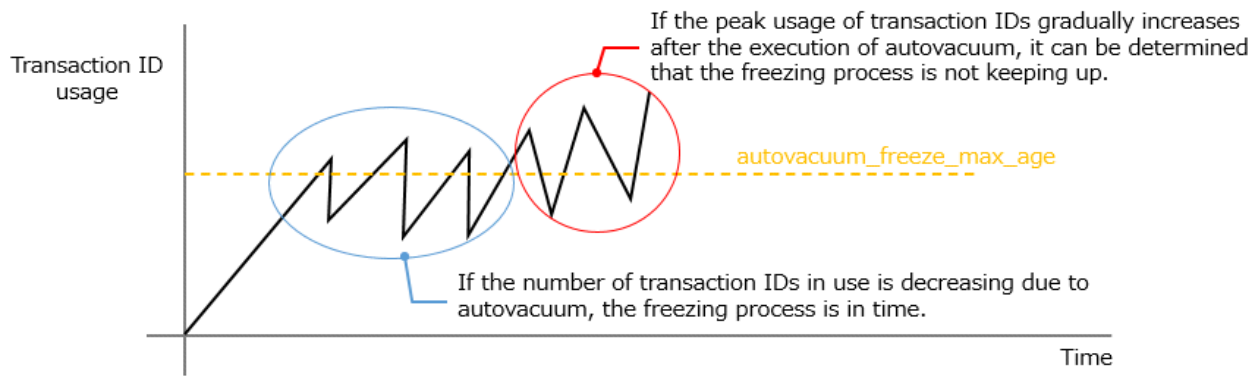 If the peak usage of transaction IDs gradually increases
after the execution of autovacuum, it can be determined
that the freezing process is not keeping up.
Transaction ID
usage
autovacuum_freeze_max_age
If the number of transaction IDs in use is decreasing due to
autovacuum, the freezing process is in time.
Time